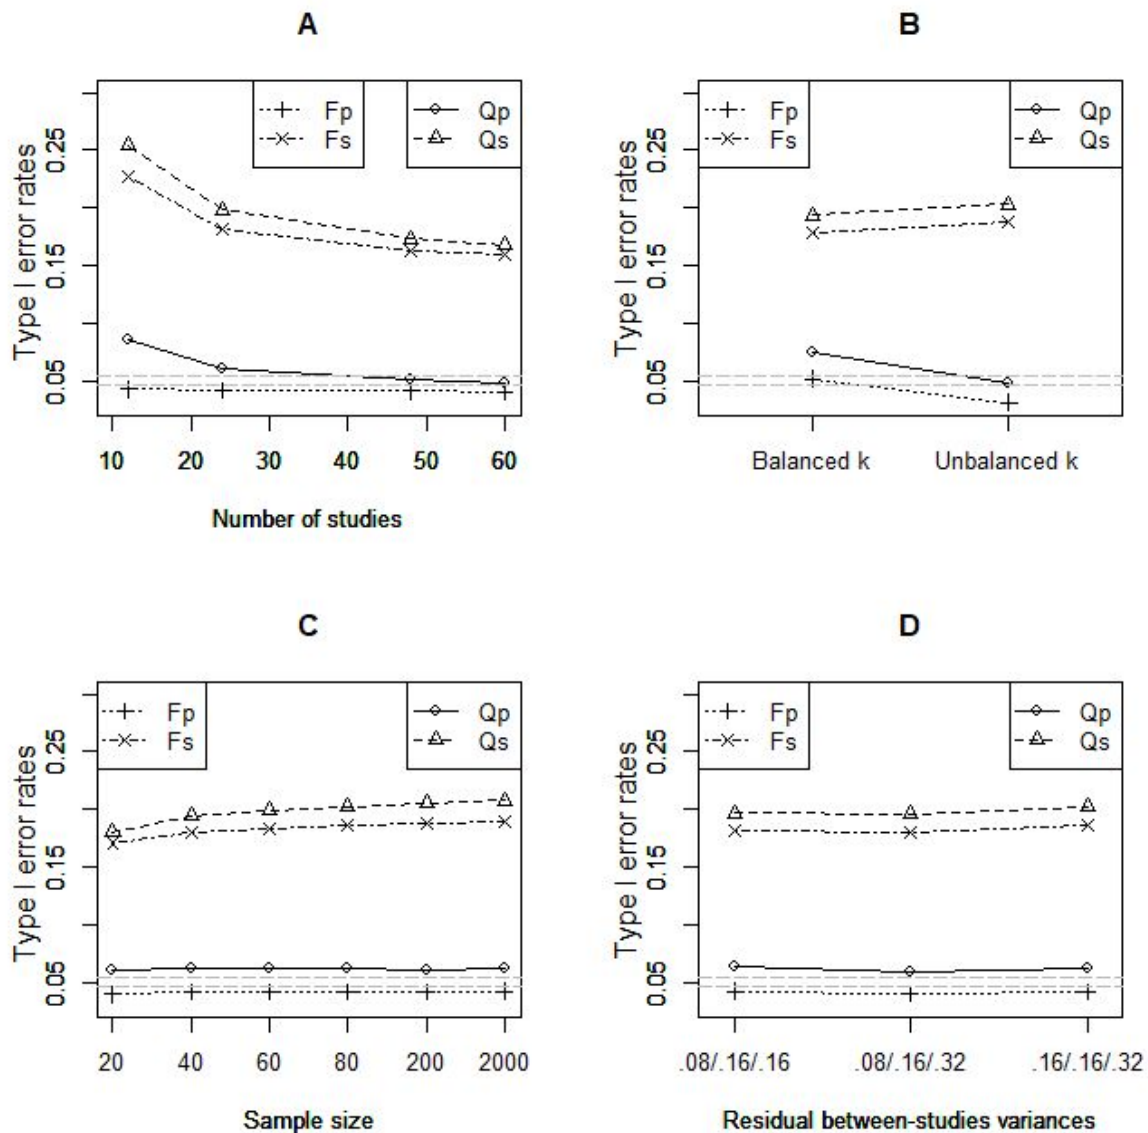 A
Type I error rates
0.05 0.15 0.25
Fp
Fs
Qp
Qs
10 20 30 40 50 60
Number of studies
B
Type I error rates
0.05 0.15 0.25
Fp
Fs
Qp
Qs
Balanced k Unbalanced k
C
Type I error rates
0.05 0.15 0.25
Fp
Fs
Qp
Qs
20 40 60 80 200 2000
Sample size
D
Type I error rates
0.05 0.15 0.25
Fp
Fs
Qp
Qs
.08/.16/.16 .08/.16/.32 .16/.16/.32
Residual between-studies variances